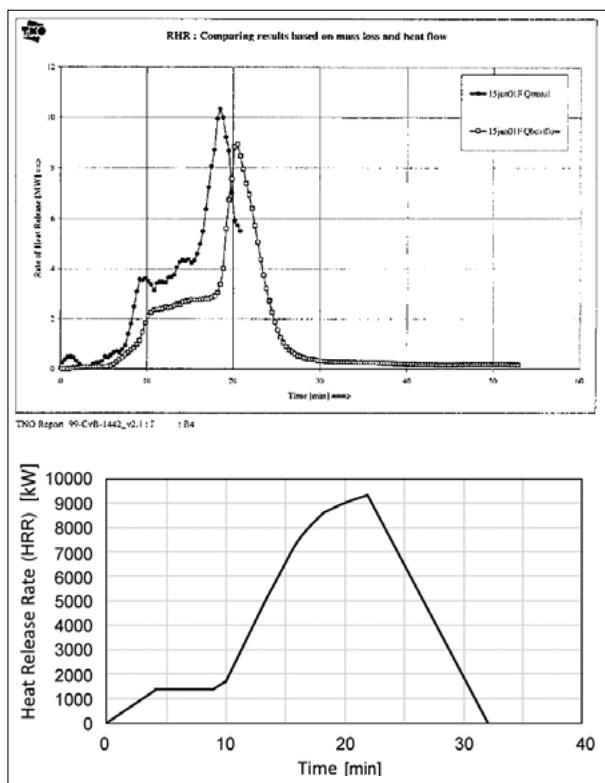 TNO
RHR : Comparing results based on mass loss and heat flow
12
10
8
6
4
2
0
Rate of Heat Release [MW] ==>
0 10 20 30 40 50 60
Time [min] ===>
TNO Report 99-CvB-1442_v2.1 : F : B4
10000
9000
8000
7000
6000
5000
4000
3000
2000
1000
0
Heat Release Rate (HRR) [kW]
0 10 20 30 40
Time [min]